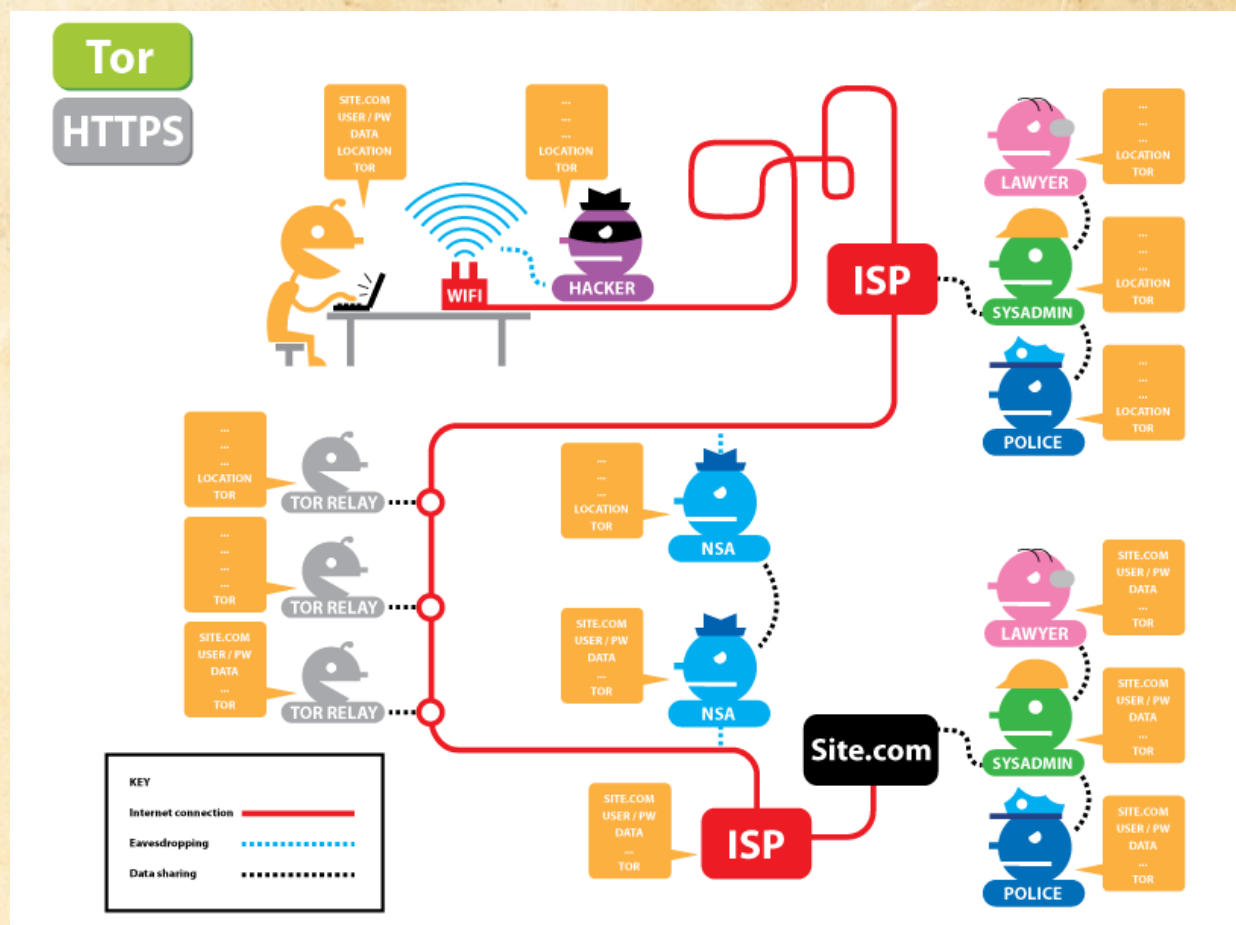 Tor
HTTPS
SITE.COM
USER / PW
DATA
LOCATION
TOR
...
...
...
LOCATION
TOR
WIFI
HACKER
ISP
...
...
...
LOCATION
TOR
LAWYER
...
...
...
LOCATION
TOR
SYSADMIN
...
...
...
LOCATION
TOR
POLICE
...
...
...
LOCATION
TOR
TOR RELAY
...
...
...
...
TOR
TOR RELAY
SITE.COM
USER / PW
DATA
...
TOR
TOR RELAY
...
...
...
LOCATION
TOR
NSA
SITE.COM
USER / PW
DATA
...
TOR
NSA
SITE.COM
USER / PW
DATA
...
TOR
LAWYER
SITE.COM
USER / PW
DATA
...
TOR
SYSADMIN
SITE.COM
USER / PW
DATA
...
TOR
POLICE
Site.com
SITE.COM
USER / PW
DATA
...
TOR
ISP
KEY
Internet connection
Eavesdropping
Data sharing